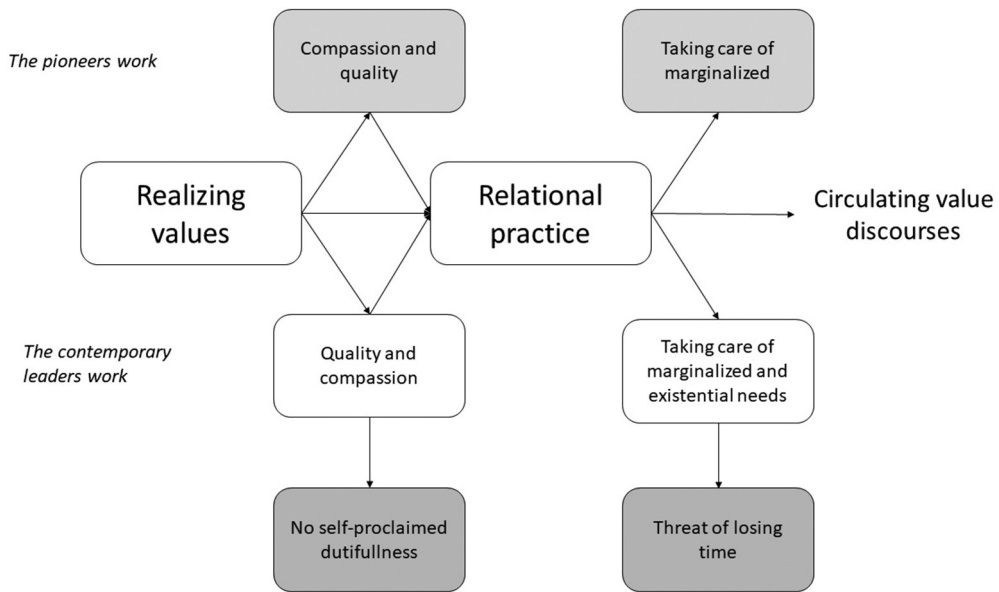 The pioneers work
Compassion and
quality
Taking care of
marginalized
Realizing
values
Relational
practice
Circulating value
discourses
The contemporary
leaders work
Quality and
compassion
Taking care of
marginalized and
existential needs
No self-proclaimed
dutifullness
Threat of losing
time